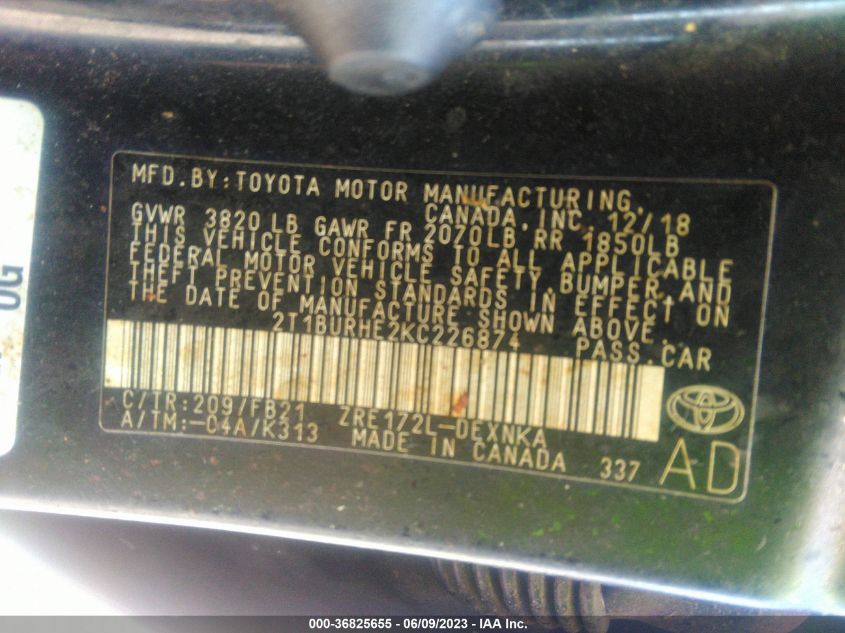 MFD.BY:TOYOTA MOTOR MANUFACTURING,
CANADA, INC. 12/18
GVWR 3820 LB GAWR FR 2070LB RR 1850LB
THIS VEHICLE CONFORMS TO ALL APPLICABLE
FEDERAL MOTOR VEHICLE SAFETY,BUMPER,AND
THEFT PREVENTION STANDARDS IN EFFECT ON
THE DATE OF MANUFACTURE SHOWN ABOVE.
2T1BURHE2KC226874 PASS.CAR
C/TR:209/FB21 ZRE172L-DEXNKA
A/TM:-04A/K313 MADE IN CANADA 337
AD
000-36825655 - 06/09/2023 - IAA Inc.